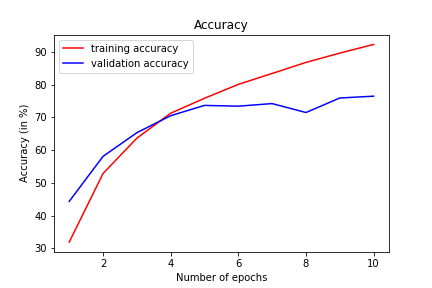 Accuracy
training accuracy
validation accuracy
Accuracy (in %)
90
80
70
60
50
40
30
2 4 6 8 10
Number of epochs